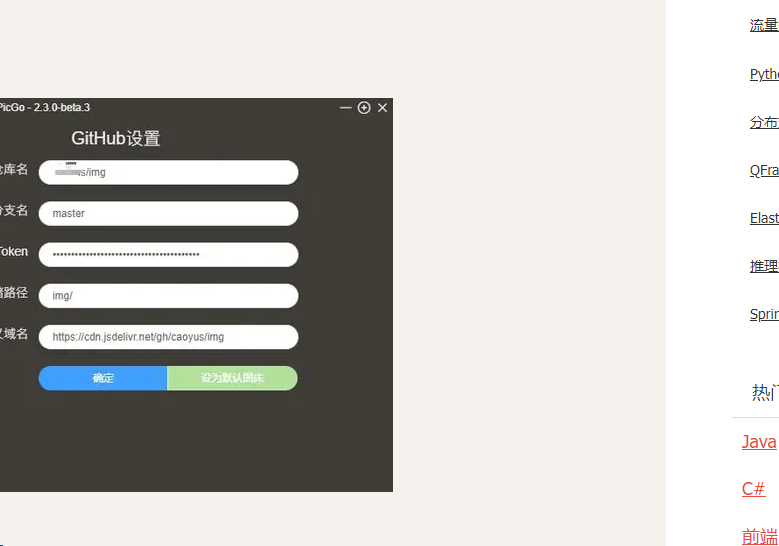 PicGo - 2.3.0-beta.3
GitHub设置
仓库名
s/img
分支名
master
Token
储路径
img/
义域名
https://cdn.jsdelivr.net/gh/caoyus/img
确定
设为默认图床
流量
Pyth
分布
QFra
Elast
推理
Sprin
热门
Java
C#
前端